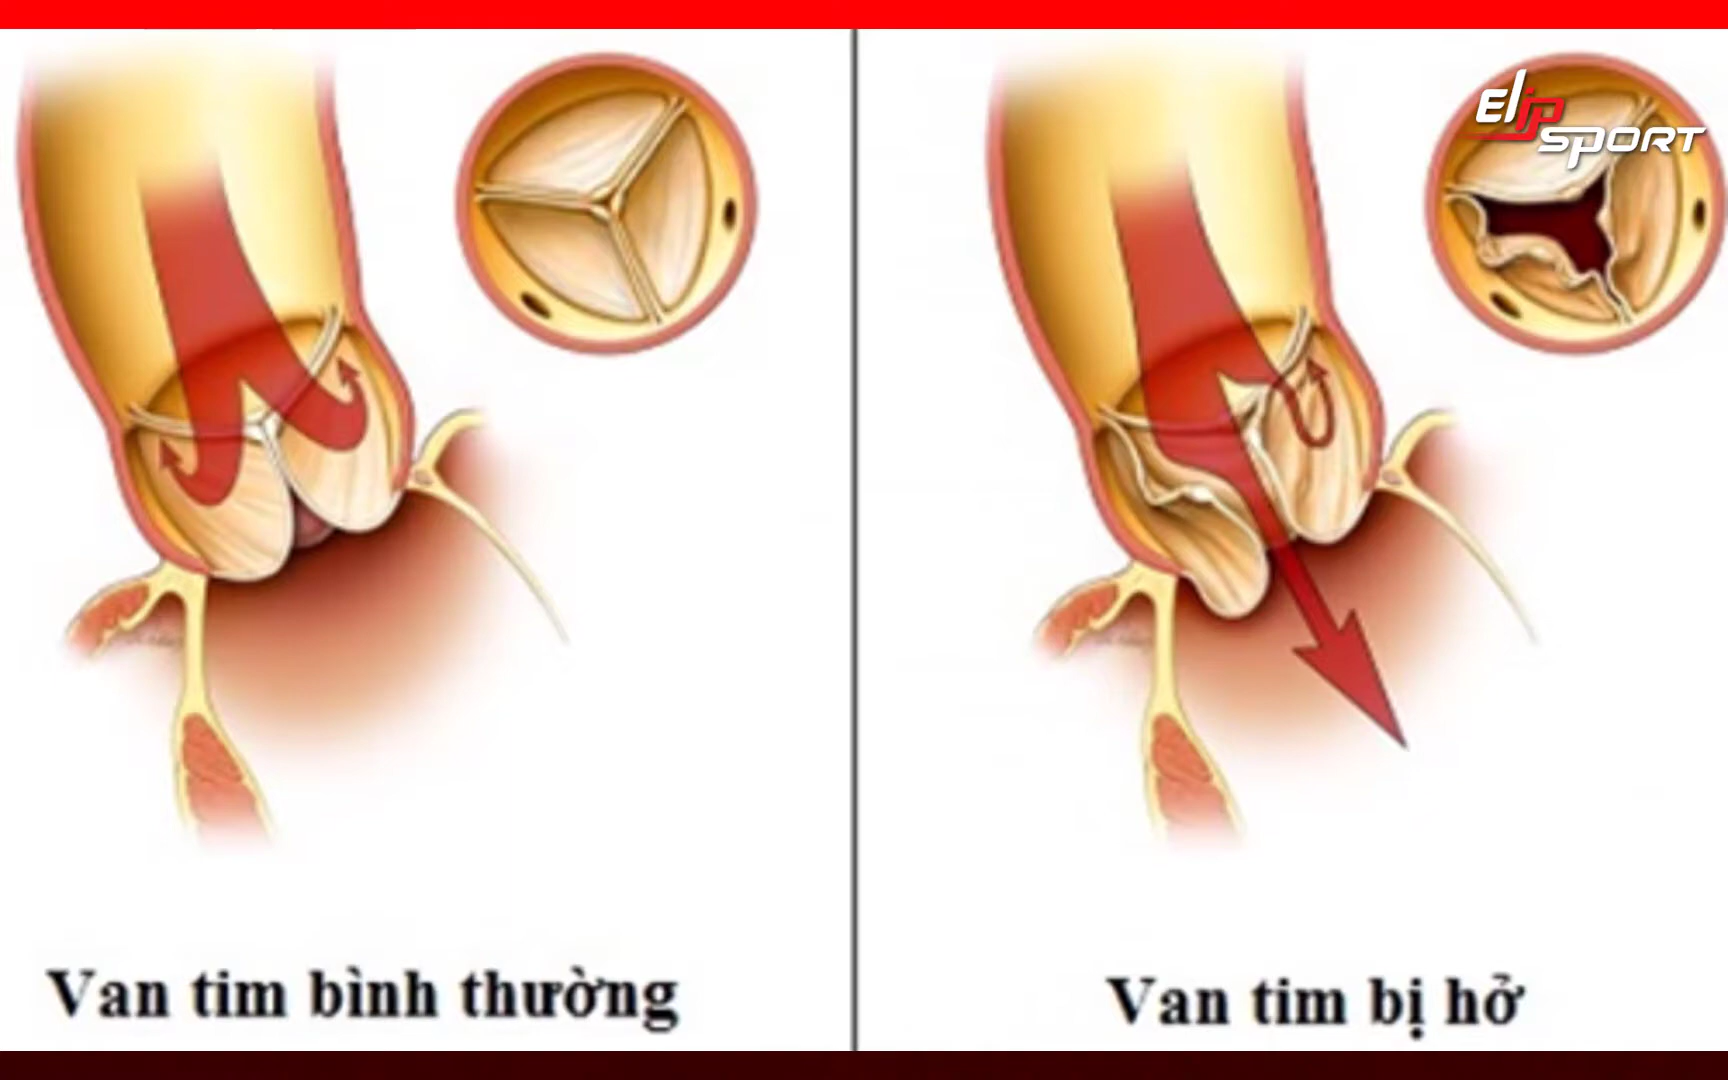 Elip
SPORT
Van tim bình thường
Van tim bị hở